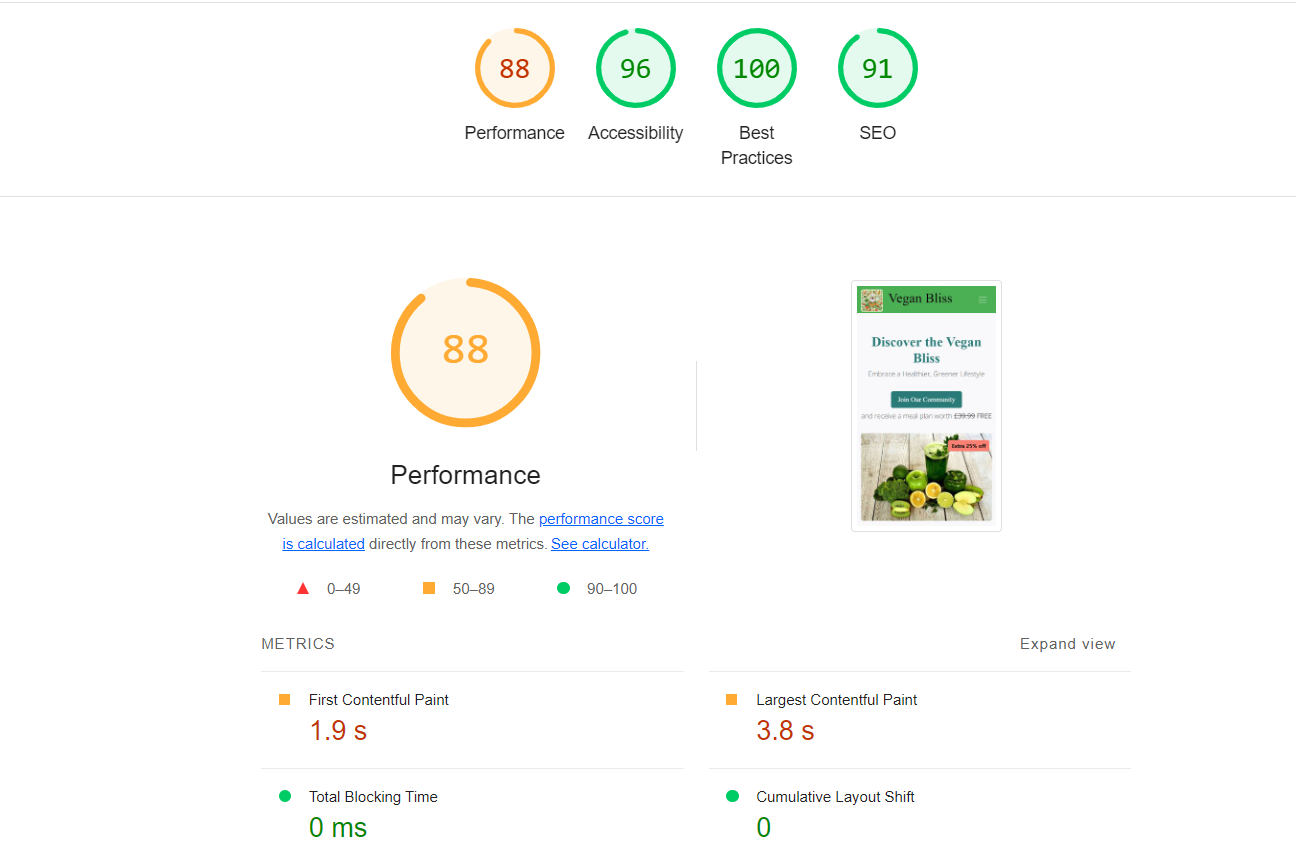 88
96
100
91
Performance
Accessibility
Best
Practices
SEO
88
Performance
Values are estimated and may vary. The performance score
is calculated directly from these metrics. See calculator.
0–49
50–89
90–100
Vegan Bliss
Discover the Vegan
Bliss
Embrace a Healthier, Greener Lifestyle
Join Our Community
and receive a meal plan worth £39.99 FREE
Extra 25% off
METRICS
Expand view
First Contentful Paint
1.9 s
Largest Contentful Paint
3.8 s
Total Blocking Time
0 ms
Cumulative Layout Shift
0